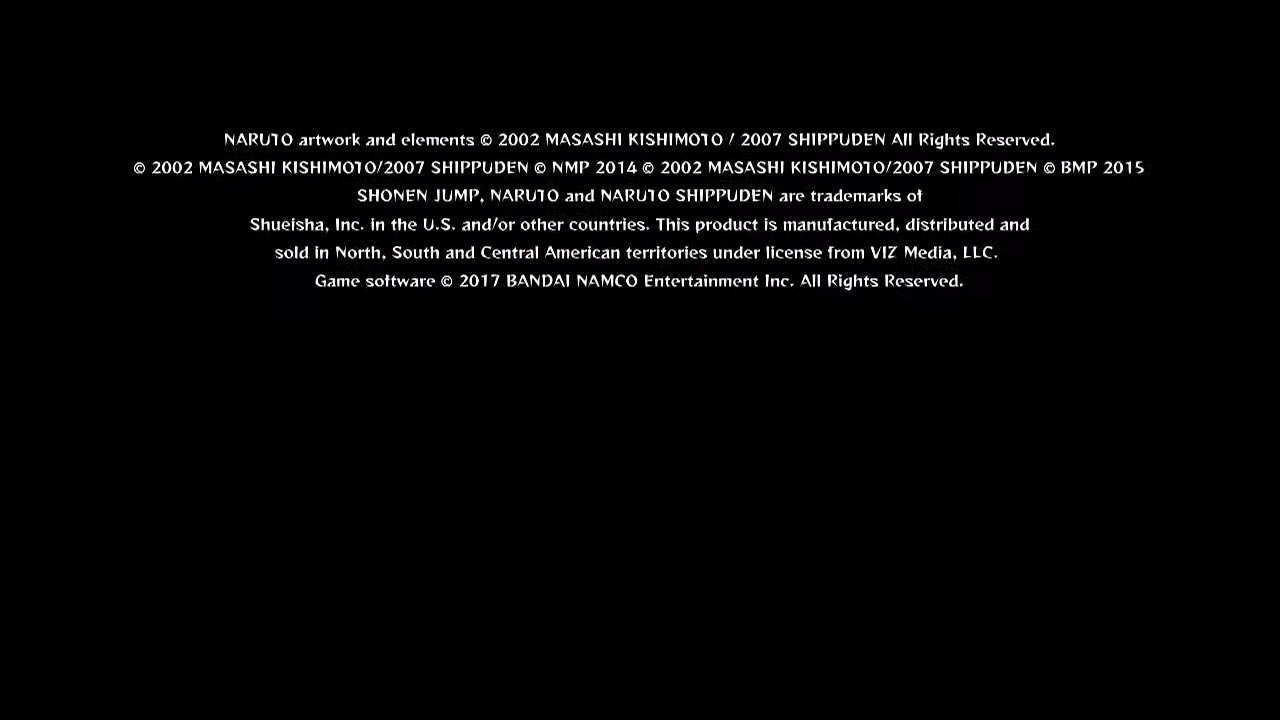 NARUTO artwork and elements © 2002 MASASHI KISHIMOTO / 2007 SHIPPUDEN All Rights Reserved.
© 2002 MASASHI KISHIMOTO/2007 SHIPPUDEN © NMP 2014 © 2002 MASASHI KISHIMOTO/2007 SHIPPUDEN © BMP 2015
SHONEN JUMP, NARUTO and NARUTO SHIPPUDEN are trademarks of
Shueisha, Inc. in the U.S. and/or other countries. This product is manufactured, distributed and
sold in North, South and Central American territories under license from VIZ Media, LLC.
Game software © 2017 BANDAI NAMCO Entertainment Inc. All Rights Reserved.